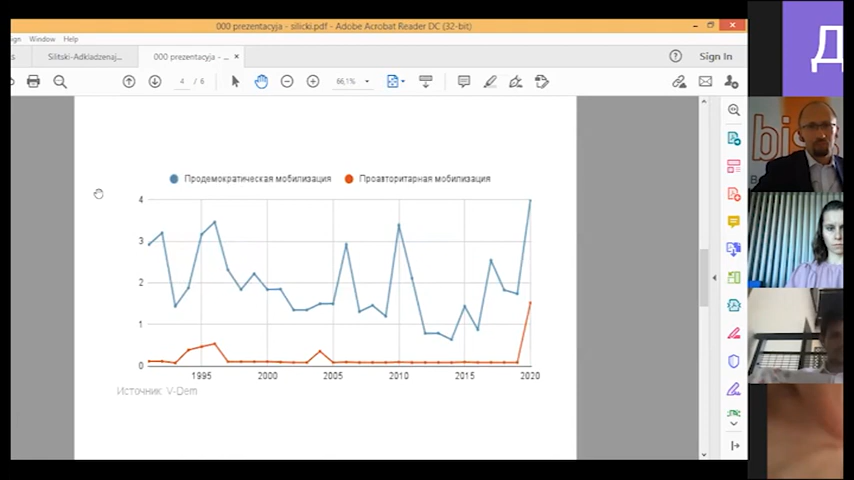 000 prezentacyja - silicki.pdf - Adobe Acrobat Reader DC (32-bit)
Window Help
Silitski-Adkladzenaj...
000 prezentacyja - ...
Sign In
4 / 6
66,1%
Продемократическая мобилизация
Проавторитарная мобилизация
4
3
2
1
0
1995 2000 2005 2010 2015 2020
Источник: V-Dem
Д
bis